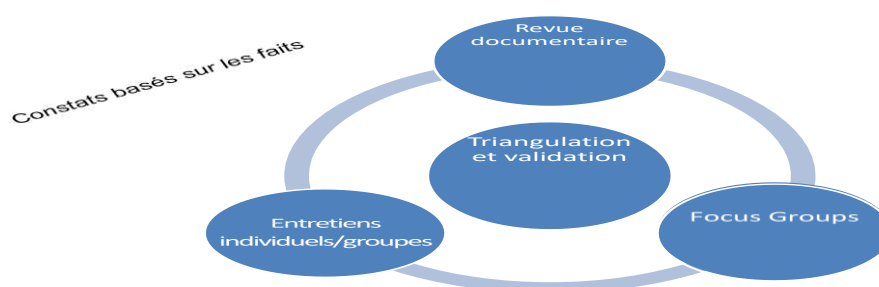 Constats basés sur les faits
Revue
documentaire
Triangulation
et validation
Entretiens
individuels/groupes
Focus Groups